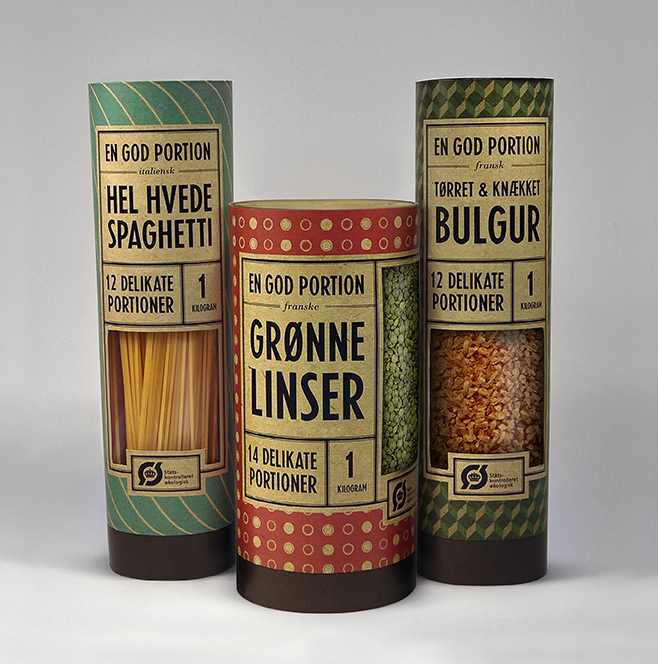 EN GOD PORTION
italiensk
HEL HVEDE
SPAGHETTI
12 DELIKATE
PORTIONER
1
KILOGRAM
Ø
Stats-
kontrolleret
økologisk
EN GOD PORTION
franske
GRØNNE
LINSER
14 DELIKATE
PORTIONER
1
KILOGRAM
EN GOD PORTION
fransk
TØRRET & KNÆKKET
BULGUR
12 DELIKATE
PORTIONER
1
KILOGRAM
Ø
Stats-
kontrolleret
økologisk